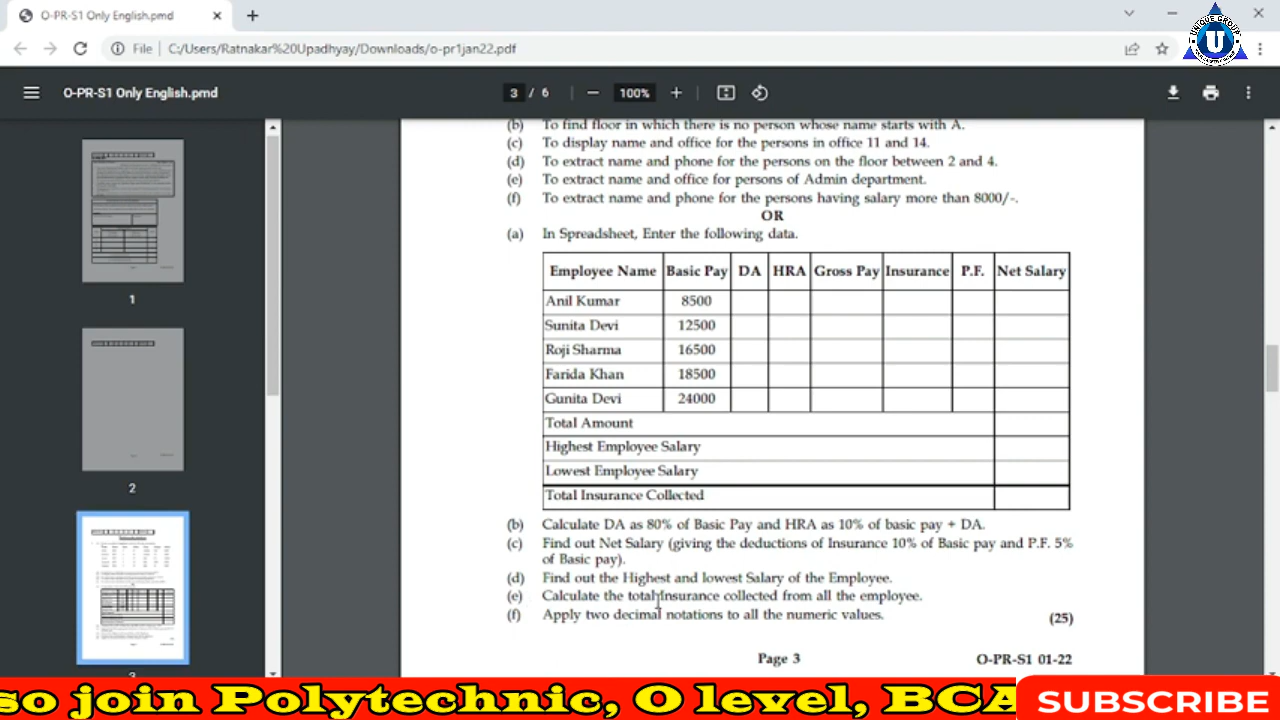 O-PR-S1 Only English.pmd
File | C:/Users/Ratnakar%20Upadhyay/Downloads/o-pr1jan22.pdf
UNIQUE GROUP
U
O-PR-S1 Only English.pmd
3 / 6
100%
1
2
3
(b) To find floor in which there is no person whose name starts with A.
(c) To display name and office for the persons in office 11 and 14.
(d) To extract name and phone for the persons on the floor between 2 and 4.
(e) To extract name and office for persons of Admin department.
(f) To extract name and phone for the persons having salary more than 8000/-.
OR
(a) In Spreadsheet, Enter the following data.
Employee Name Basic Pay DA HRA Gross Pay Insurance P.F. Net Salary
Anil Kumar 8500
Sunita Devi 12500
Roji Sharma 16500
Farida Khan 18500
Gunita Devi 24000
Total Amount
Highest Employee Salary
Lowest Employee Salary
Total Insurance Collected
(b) Calculate DA as 80% of Basic Pay and HRA as 10% of basic pay + DA.
(c) Find out Net Salary (giving the deductions of Insurance 10% of Basic pay and P.F. 5%
of Basic pay).
(d) Find out the Highest and lowest Salary of the Employee.
(e) Calculate the total Insurance collected from all the employee.
(f) Apply two decimal notations to all the numeric values. (25)
Page 3 O-PR-S1 01-22
so join Polytechnic, O level, BCA
SUBSCRIBE